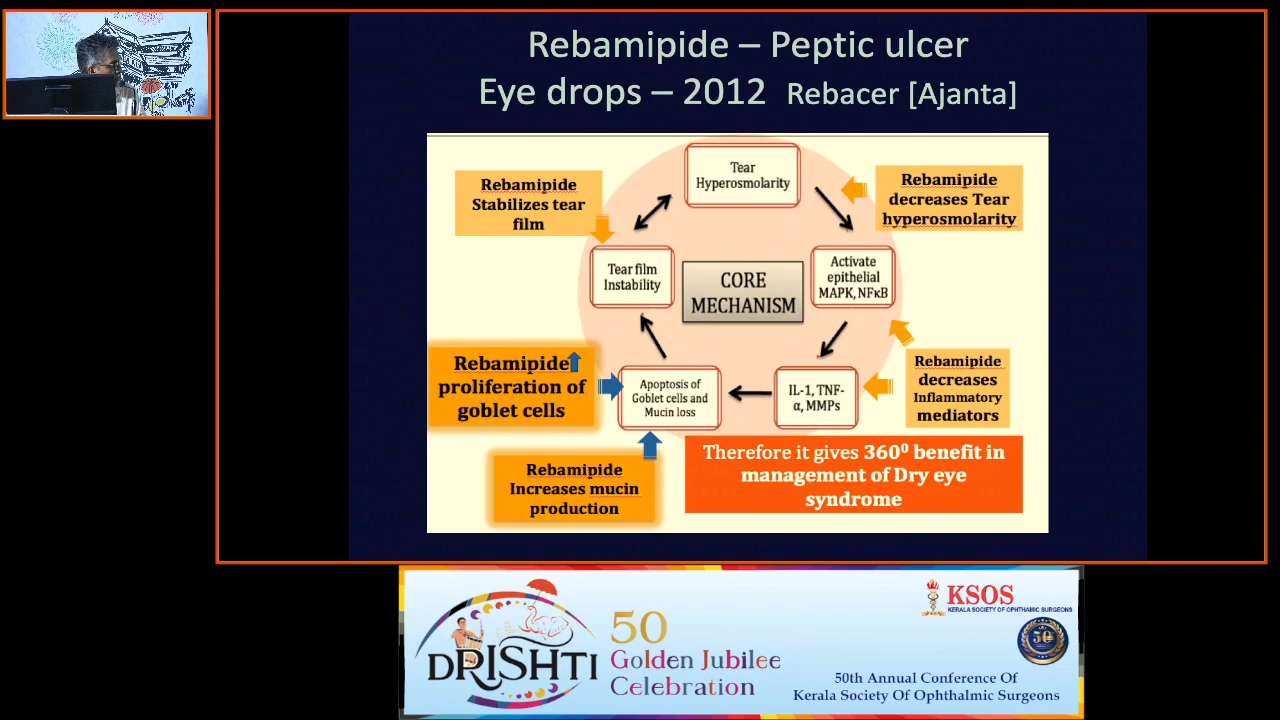 Rebamipide – Peptic ulcer
Eye drops – 2012 Rebacer [Ajanta]
Tear
Hyperosmolarity
Rebamipide
Stabilizes tear
film
Rebamipide
decreases Tear
hyperosmolarity
Tear film
Instability
CORE
MECHANISM
Activate
epithelial
MAPK, NFκB
Rebamipide
proliferation of
goblet cells
Apoptosis of
Goblet cells and
Mucin loss
IL-1, TNF-
α, MMPs
Rebamipide
decreases
Inflammatory
mediators
Rebamipide
Increases mucin
production
Therefore it gives 360⁰ benefit in
management of Dry eye
syndrome
DRISHTI
50
Golden Jubilee
Celebration
KSOS
KERALA SOCIETY OF OPHTHAMIC SURGEONS
50
50th Annual Conference Of
Kerala Society Of Ophthalmic Surgeons